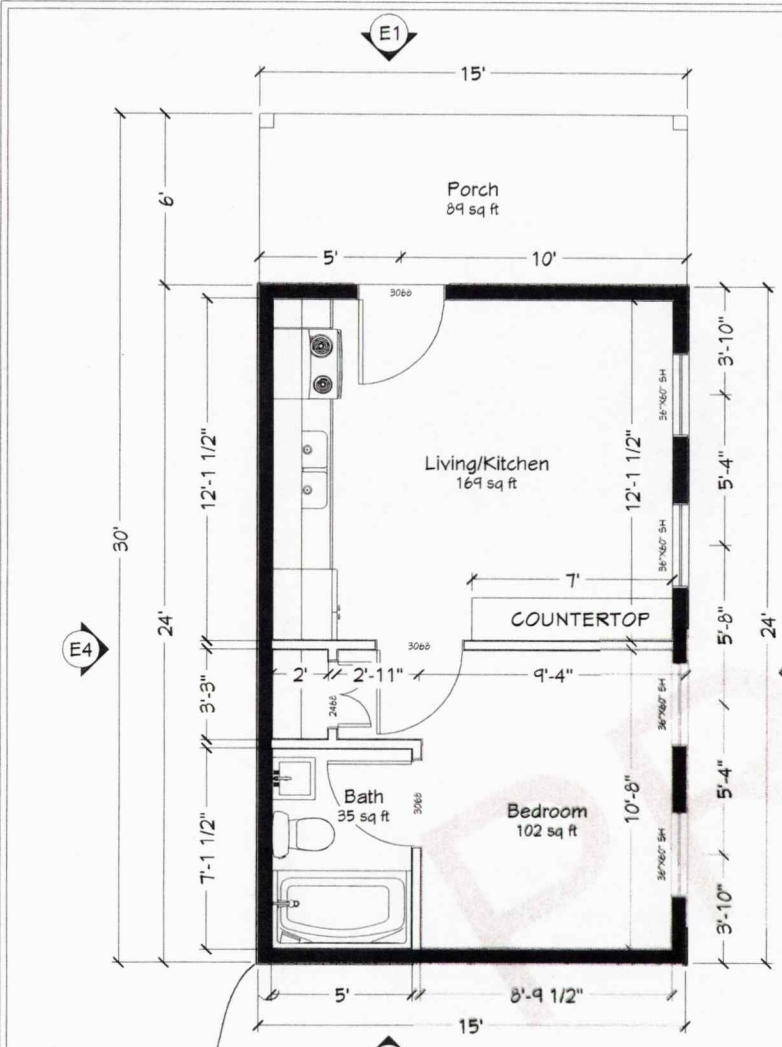 E1
15'
6'
Porch
89 sq ft
5'
10'
3068
3'-10"
36"X60" SH
12'-1 1/2"
12'-1 1/2"
5'-4"
Living/Kitchen
169 sq ft
30'
24'
36"X60" SH
7'
5'-8"
24'
COUNTERTOP
E4
3068
2'
2'-11"
9'-4"
3'-3"
2468
36"X60" SH
5'-4"
Bath
35 sq ft
3068
Bedroom
102 sq ft
10'-8"
7'-1 1/2"
36"X60" SH
3'-10"
5'
8'-9 1/2"
15'